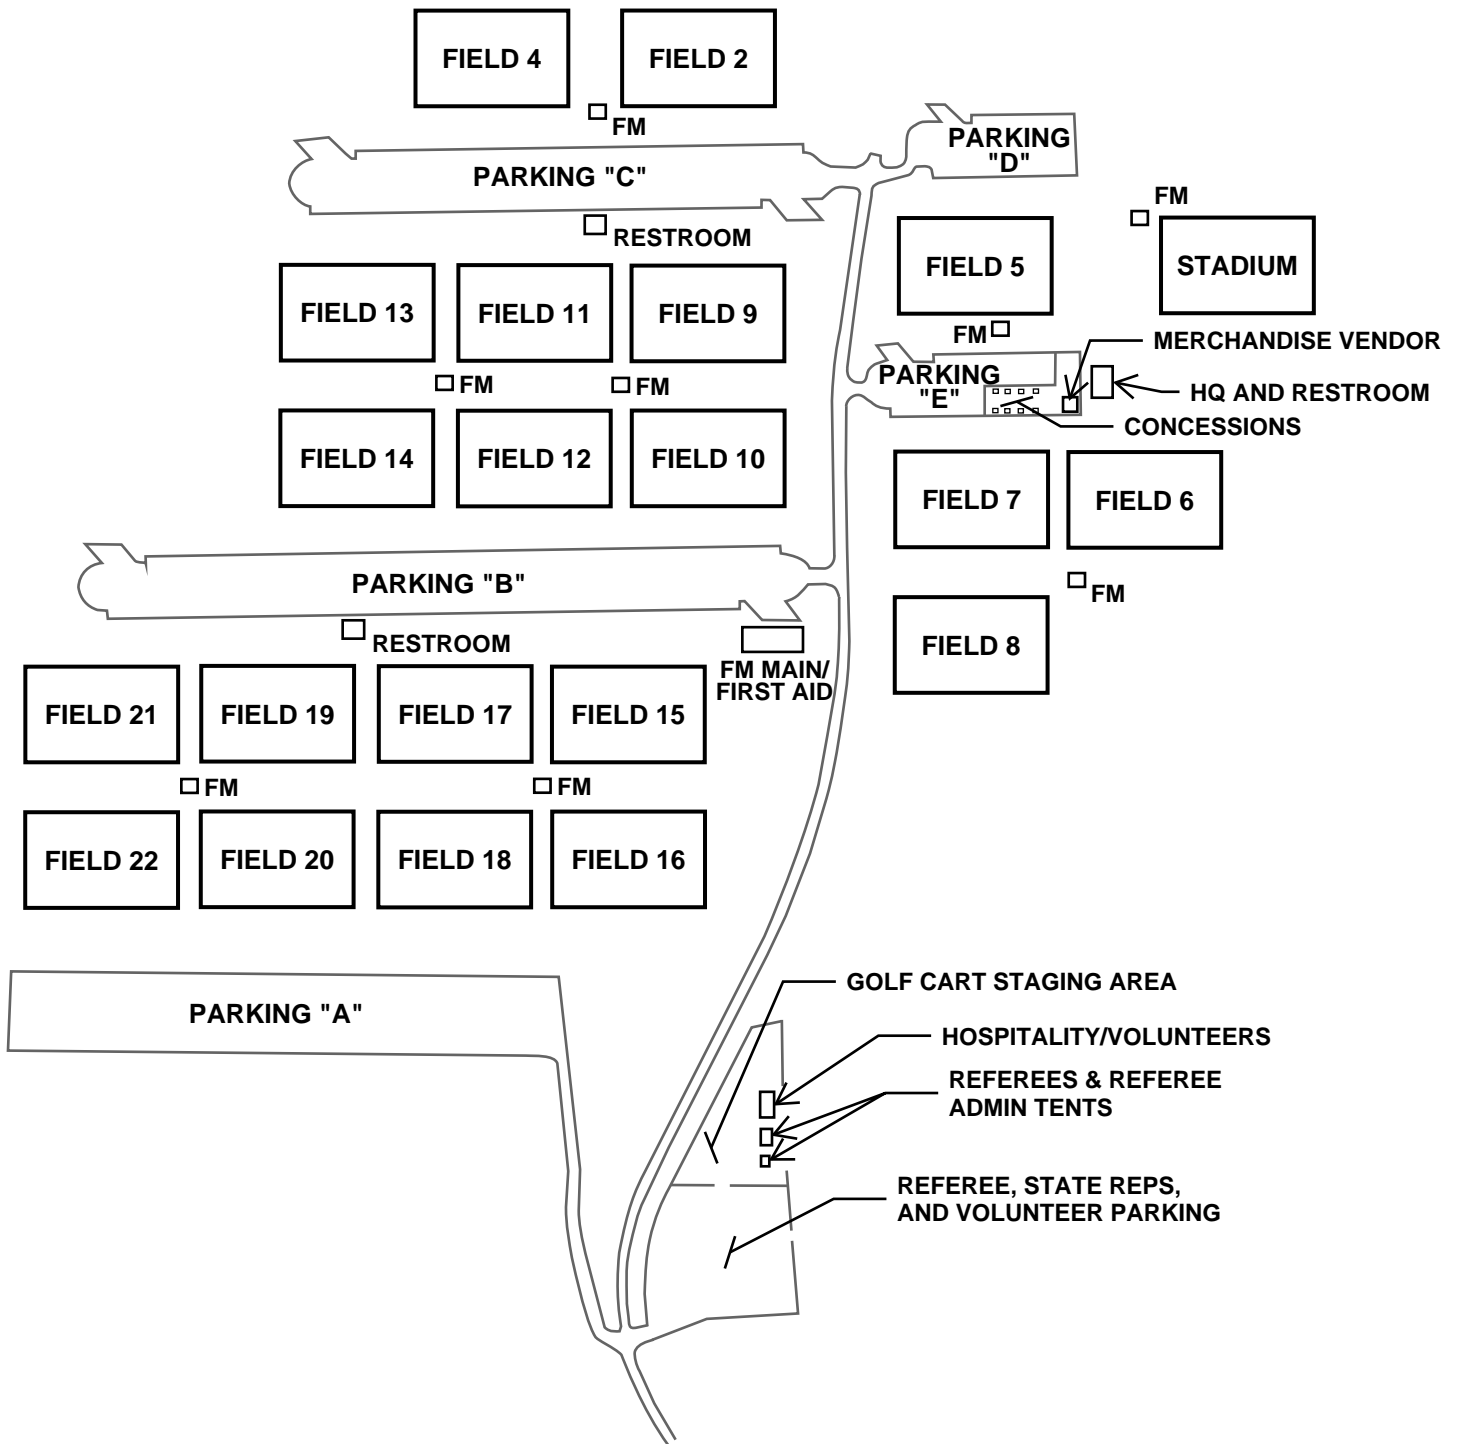 FIELD 4
FIELD 2
FM
PARKING "C"
PARKING
"D"
RESTROOM
FM
FIELD 5
STADIUM
FIELD 13
FIELD 11
FIELD 9
FM
MERCHANDISE VENDOR
FM
FM
PARKING
"E"
HQ AND RESTROOM
CONCESSIONS
FIELD 14
FIELD 12
FIELD 10
FIELD 7
FIELD 6
PARKING "B"
FM
RESTROOM
FM MAIN/
FIRST AID
FIELD 8
FIELD 21
FIELD 19
FIELD 17
FIELD 15
FM
FM
FIELD 22
FIELD 20
FIELD 18
FIELD 16
PARKING "A"
GOLF CART STAGING AREA
HOSPITALITY/VOLUNTEERS
REFEREES & REFEREE
ADMIN TENTS
REFEREE, STATE REPS,
AND VOLUNTEER PARKING